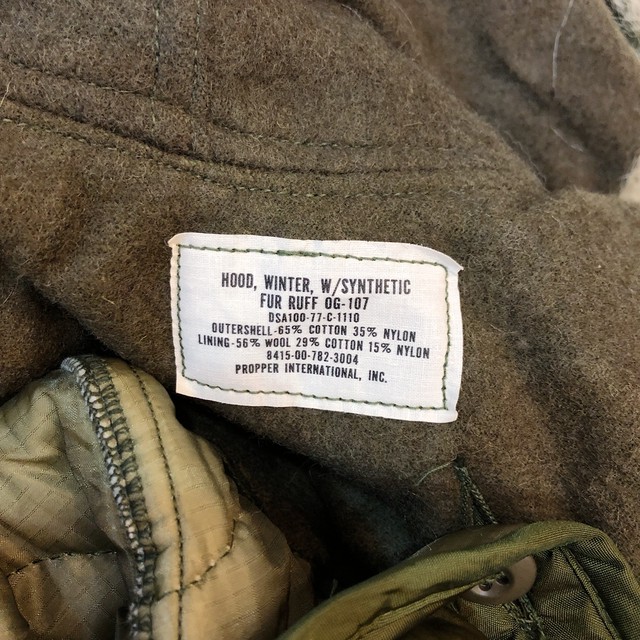 HOOD, WINTER, W/SYNTHETIC
FUR RUFF OG-107
DSA100-77-C-1110
OUTERSHELL-65% COTTON 35% NYLON
LINING-56% WOOL 29% COTTON 15% NYLON
8415-00-782-3004
PROPPER INTERNATIONAL, INC.